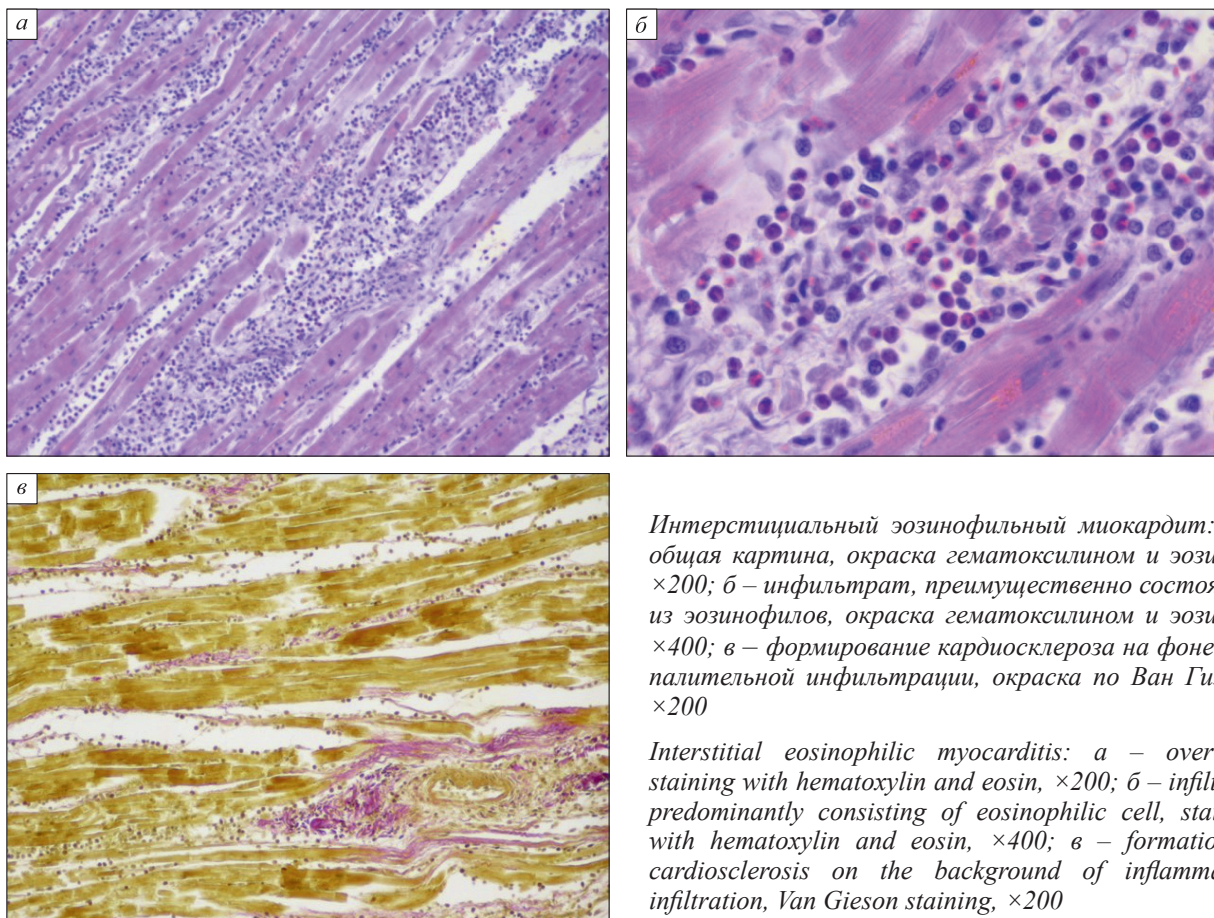 а
б
в
Интерстициальный эозинофильный миокардит:
общая картина, окраска гематоксилином и
×200; б – инфильтрат, преимущественно
из эозинофилов, окраска гематоксилином и
×400; в – формирование кардиосклероза на фоне
палительной инфильтрации, окраска по Ван
×200
Interstitial eosinophilic myocarditis: a –
staining with hematoxylin and eosin, ×200; б –
predominantly consisting of eosinophilic cell,
with hematoxylin and eosin, ×400; в –
cardiosclerosis on the background of
infiltration, Van Gieson staining, ×200